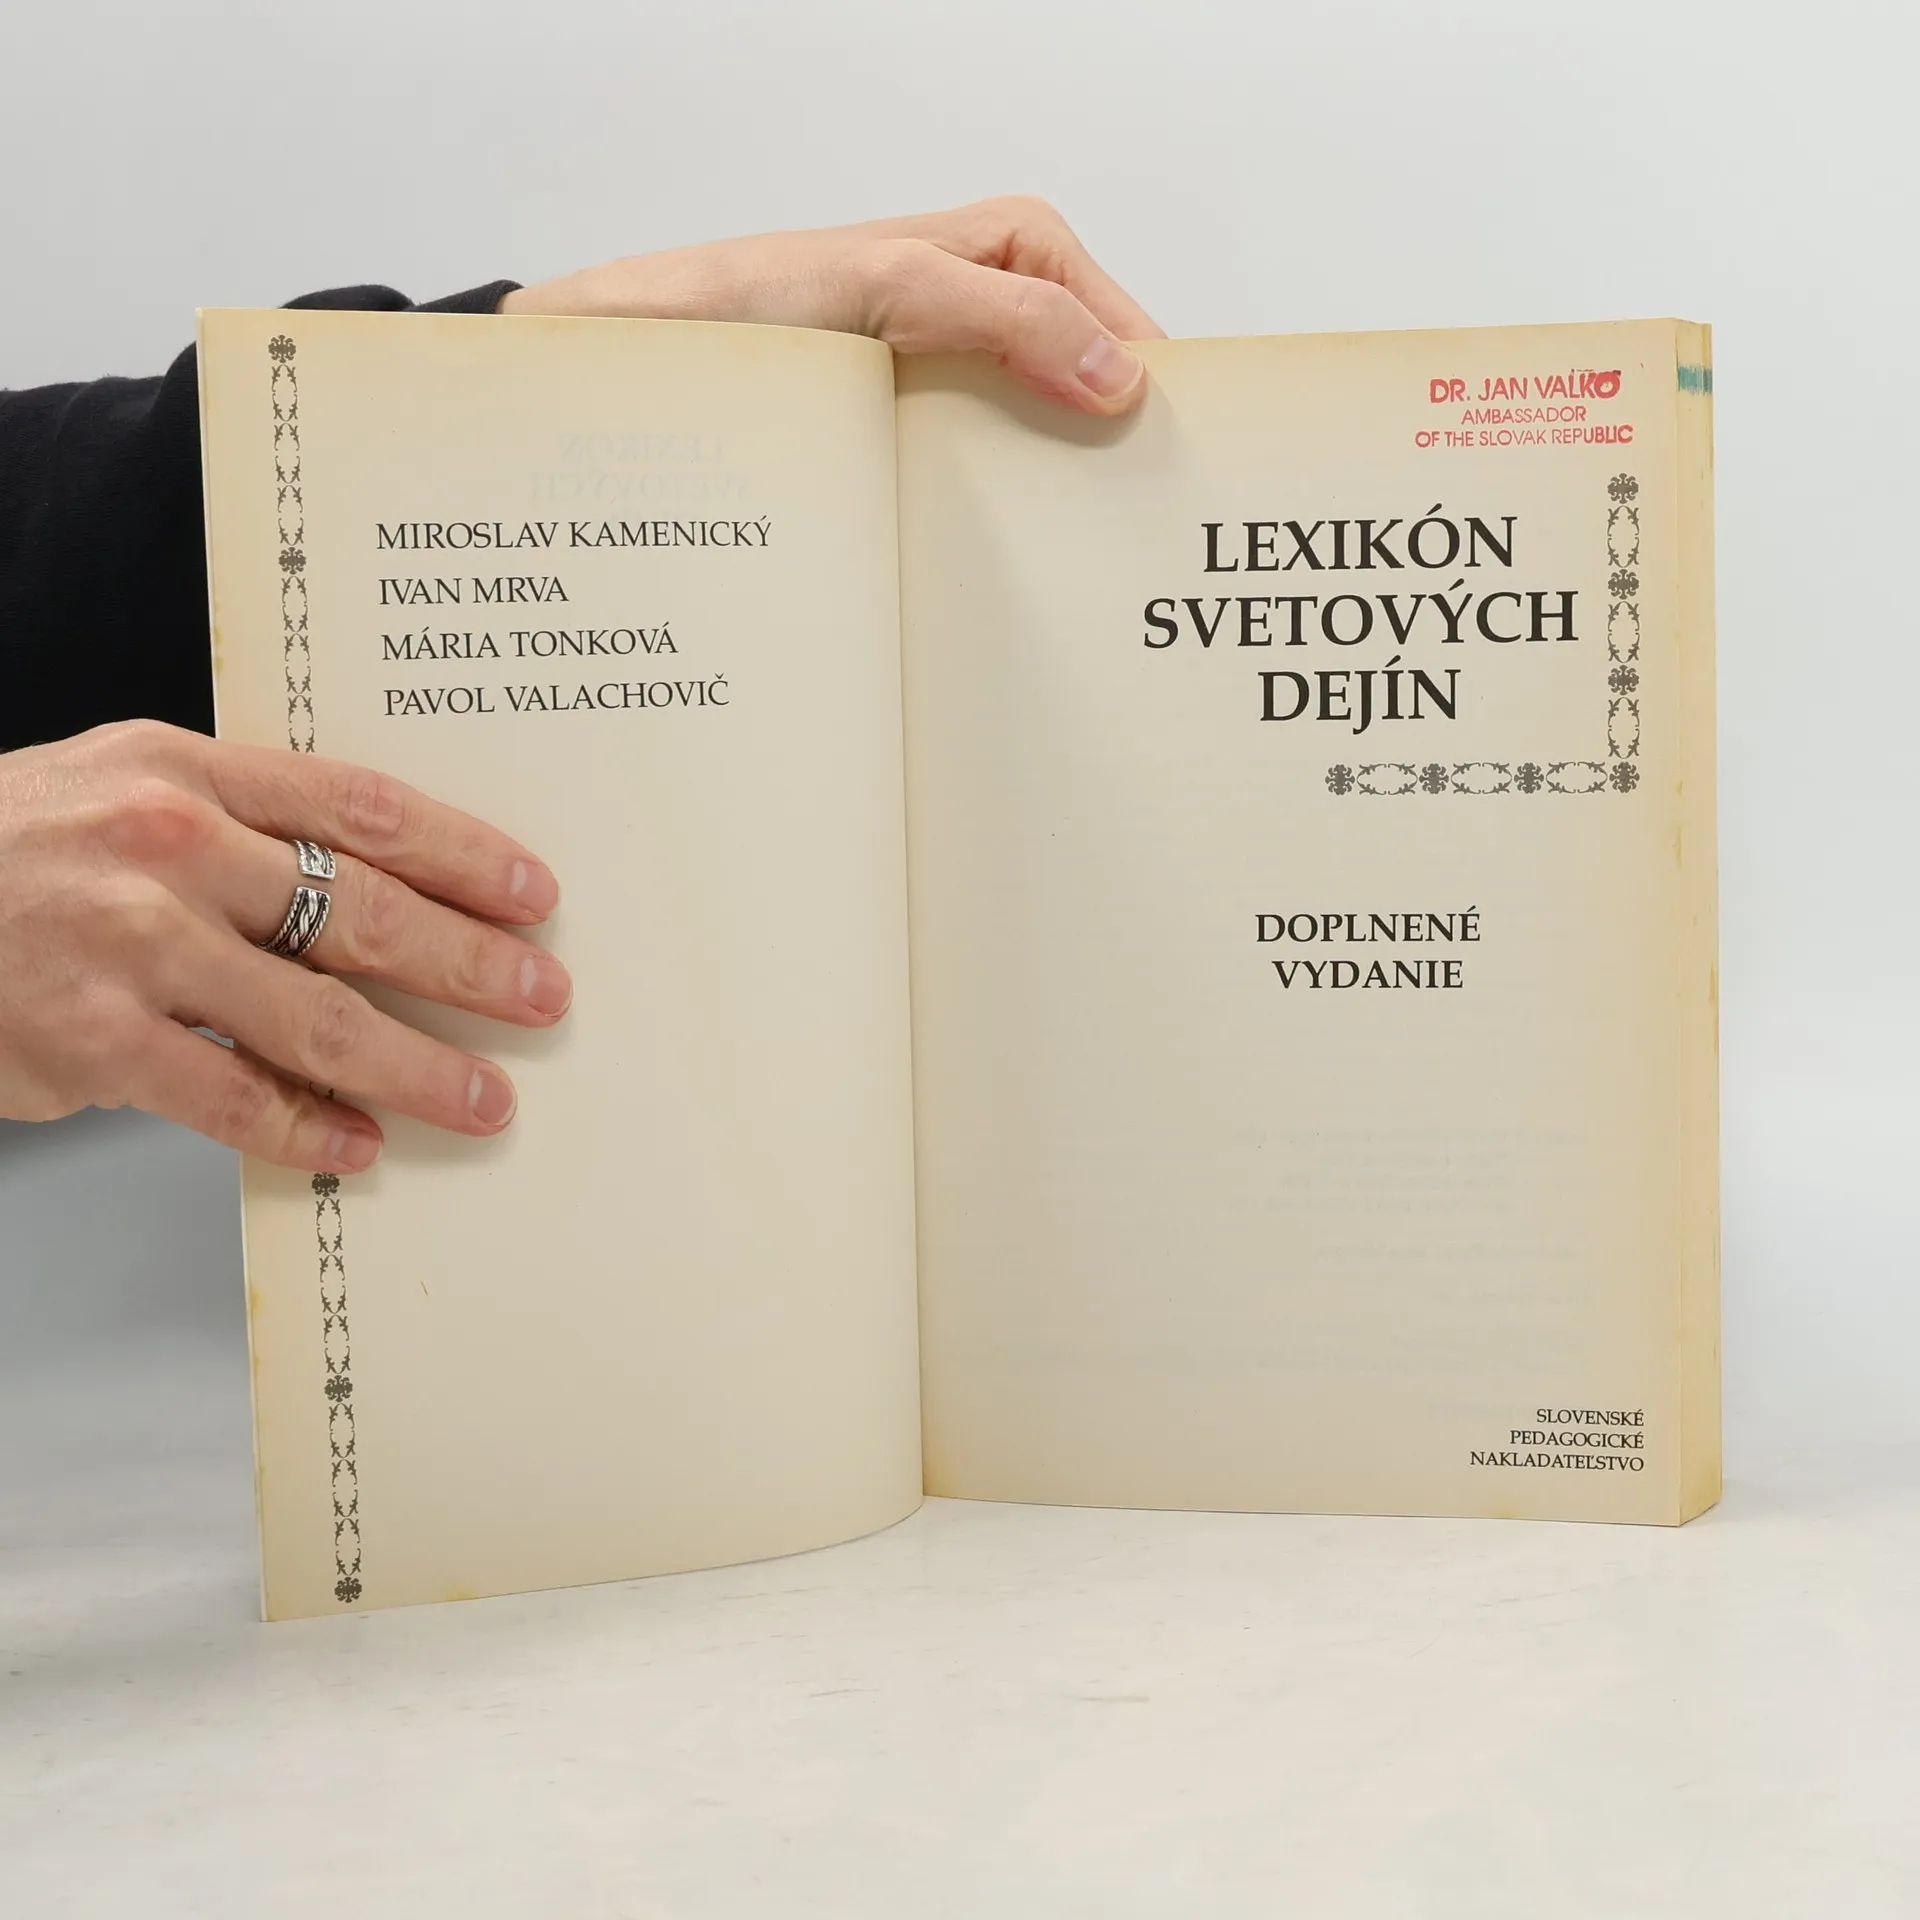 MIROSLAV KAMENICKÝ
IVAN MRVA
MÁRIA TONKOVÁ
PAVOL VALACHOVIČ
DR. JAN VALKO
AMBASSADOR
OF THE SLOVAK REPUBLIC
LEXIKÓN
SVETOVÝCH
DEJÍN
DOPLNENÉ
VYDANIE
SLOVENSKÉ
PEDAGOGICKÉ
NAKLADATEĽSTVO